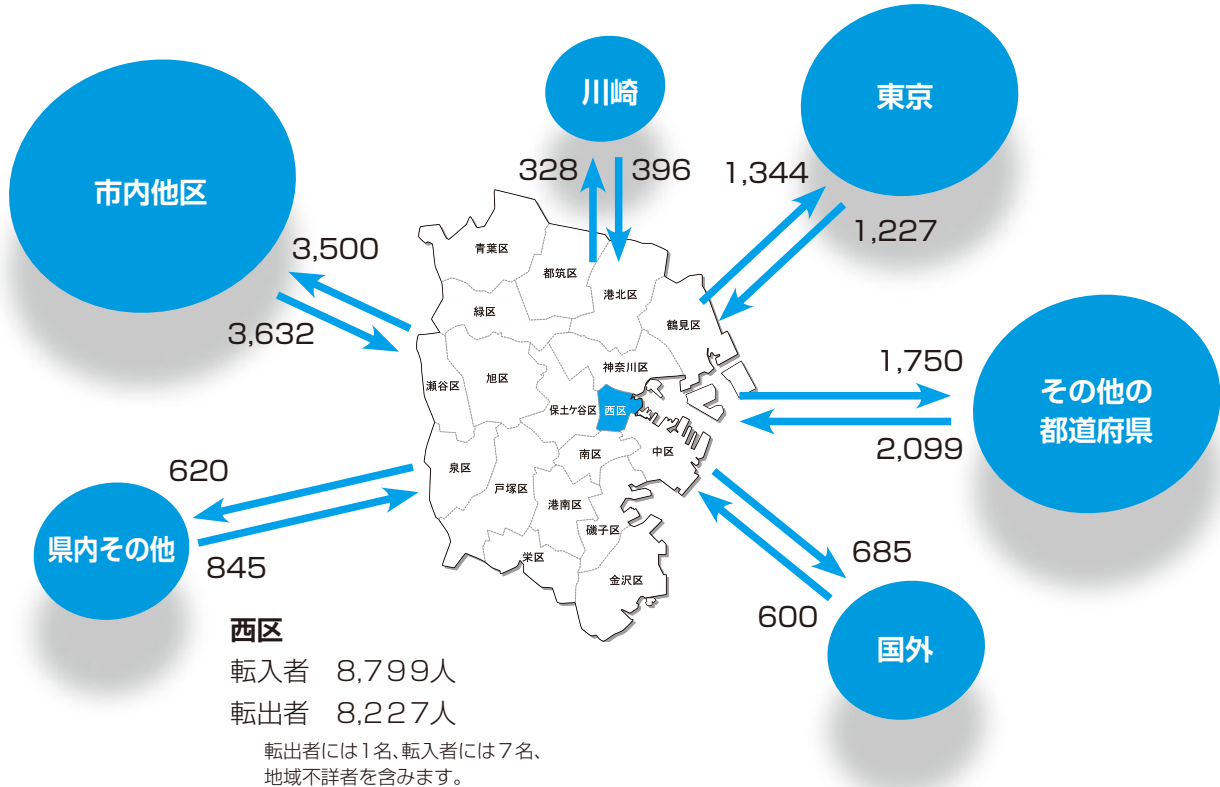 川崎
東京
市内他区
328
396
1,344
1,227
3,500
3,632
青葉区
都筑区
港北区
緑区
鶴見区
神奈川区
瀬谷区
旭区
保土ケ谷区
西区
1,750
2,099
その他の
都道府県
中区
南区
泉区
戸塚区
港南区
磯子区
栄区
金沢区
620
845
県内その他
685
600
国外
西区
転入者 8,799人
転出者 8,227人
転出者には1名、転入者には7名、
地域不詳者を含みます。